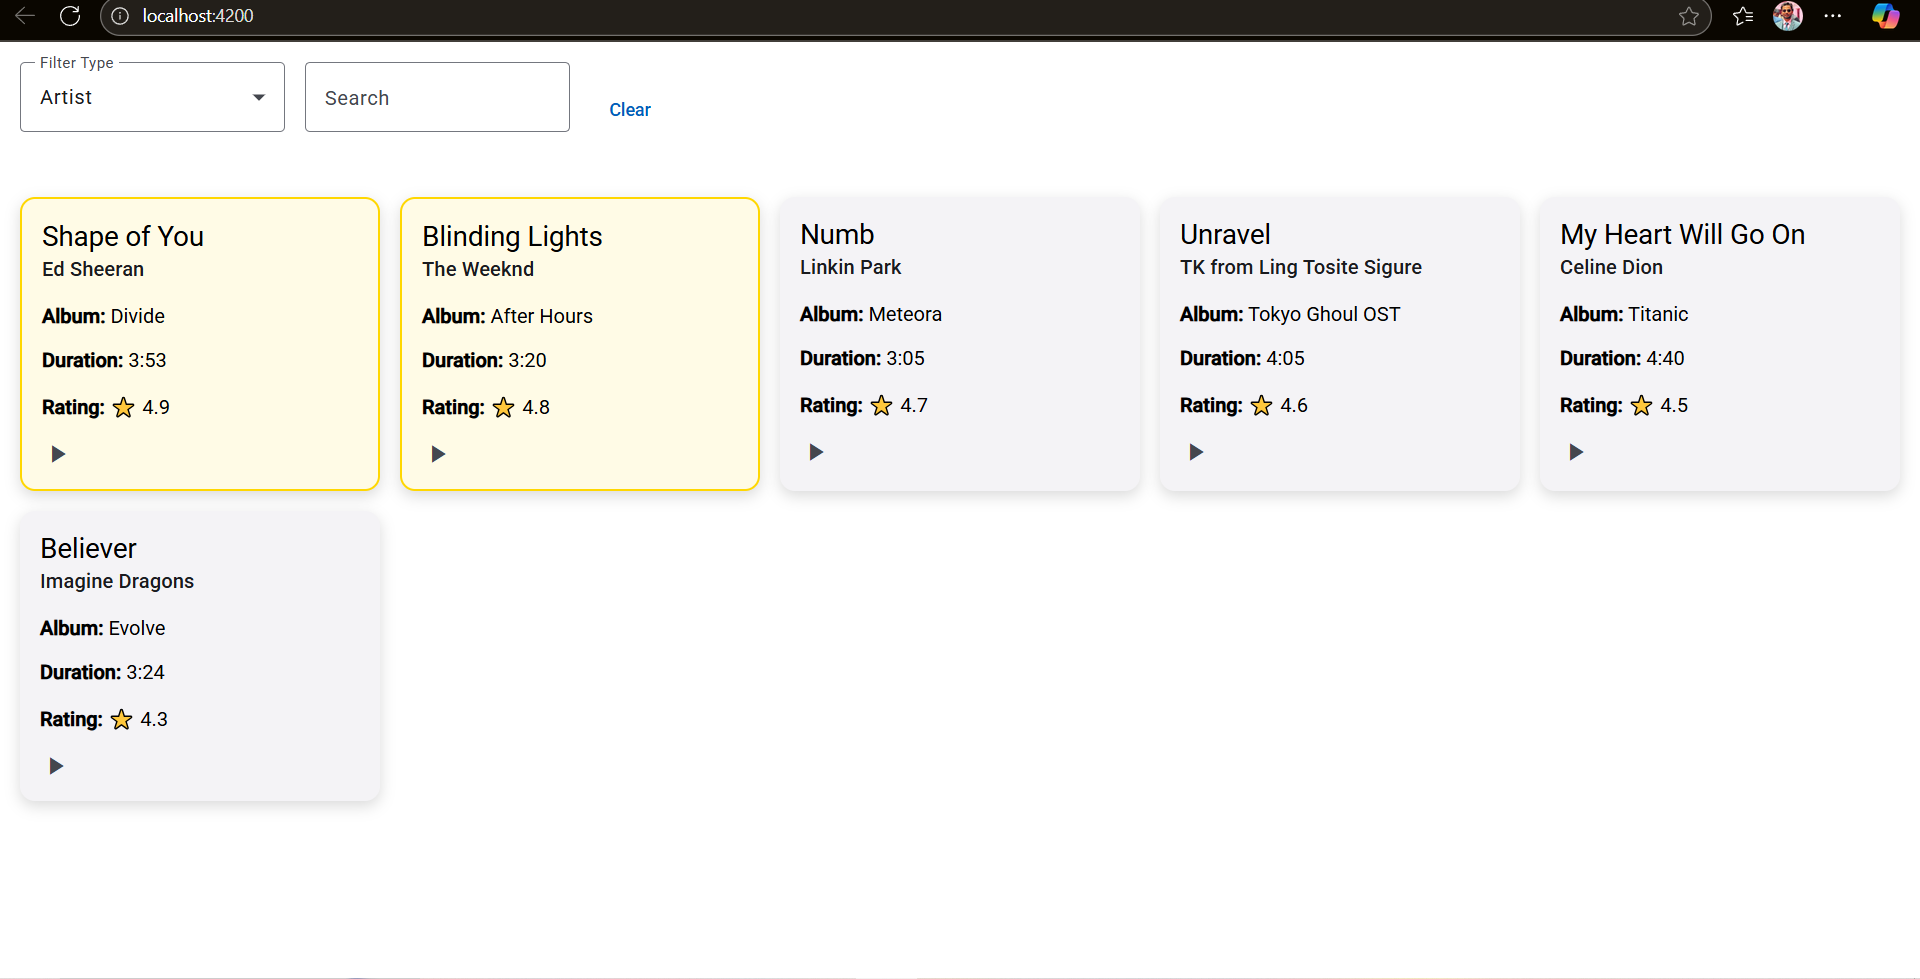 localhost:4200
Filter Type
Artist
Search
Clear
Shape of You
Ed Sheeran
Album: Divide
Duration: 3:53
Rating: ⭐ 4.9
Blinding Lights
The Weeknd
Album: After Hours
Duration: 3:20
Rating: ⭐ 4.8
Numb
Linkin Park
Album: Meteora
Duration: 3:05
Rating: ⭐ 4.7
Unravel
TK from Ling Tosite Sigure
Album: Tokyo Ghoul OST
Duration: 4:05
Rating: ⭐ 4.6
My Heart Will Go On
Celine Dion
Album: Titanic
Duration: 4:40
Rating: ⭐ 4.5
Believer
Imagine Dragons
Album: Evolve
Duration: 3:24
Rating: ⭐ 4.3